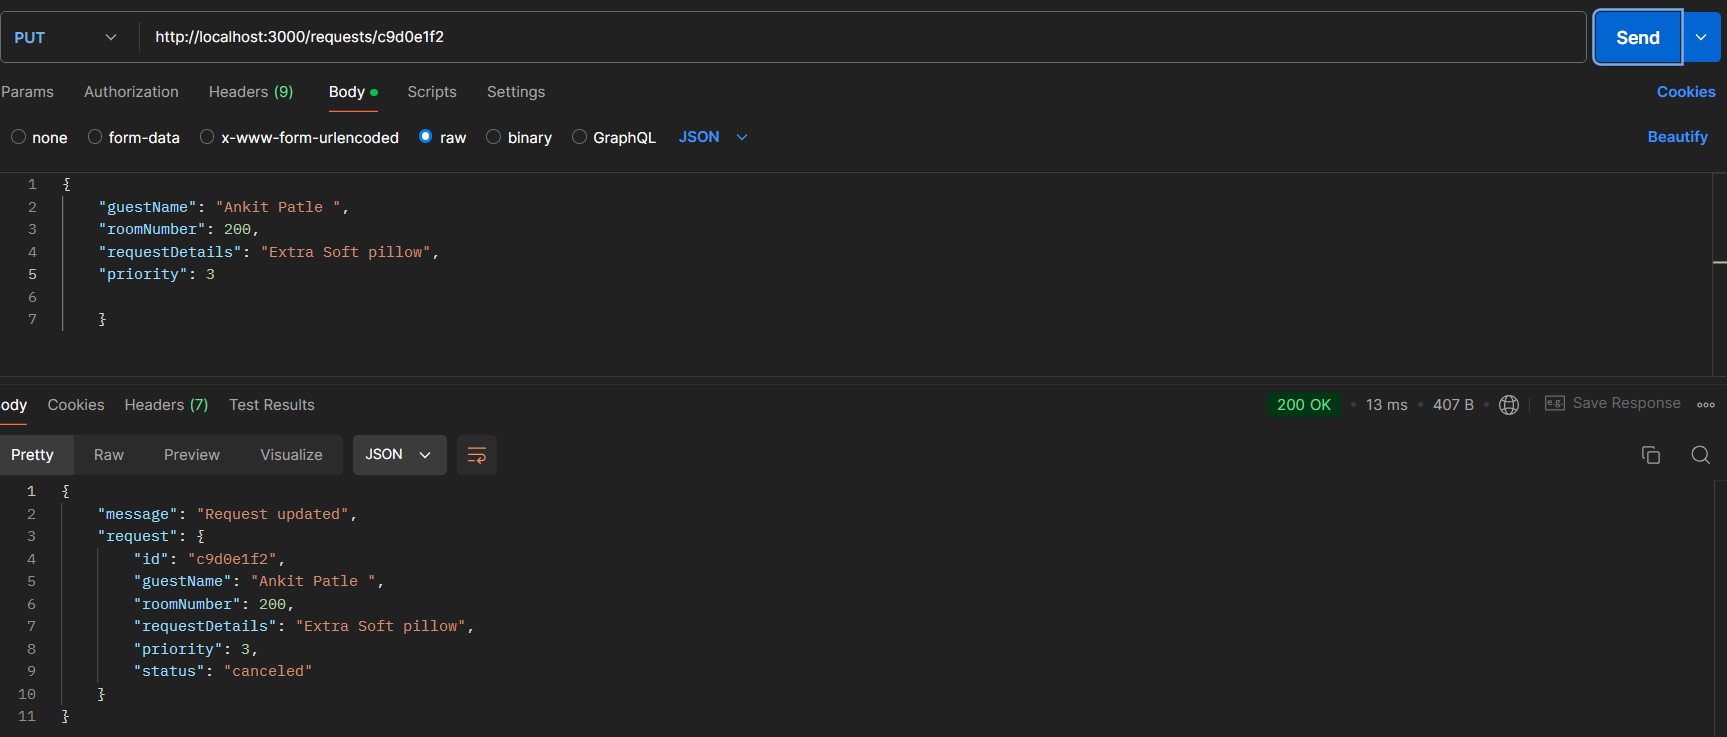 PUT http://localhost:3000/requests/c9d0e1f2 Send
Params Authorization Headers (9) Body Scripts Settings Cookies
none form-data x-www-form-urlencoded raw binary GraphQL JSON Beautify
1 {
2 "guestName": "Ankit Patle ",
3 "roomNumber": 200,
4 "requestDetails": "Extra Soft pillow",
5 "priority": 3
6
7 }
ody Cookies Headers (7) Test Results 200 OK • 13 ms • 407 B • e.g. Save Response
Pretty Raw Preview Visualize JSON
1 {
2 "message": "Request updated",
3 "request": {
4 "id": "c9d0e1f2",
5 "guestName": "Ankit Patle ",
6 "roomNumber": 200,
7 "requestDetails": "Extra Soft pillow",
8 "priority": 3,
9 "status": "canceled"
10 }
11 }